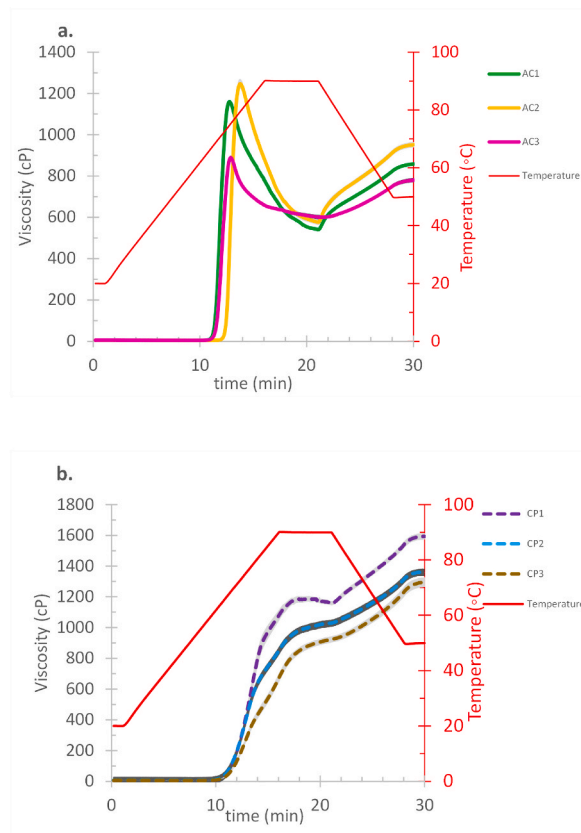 a.
1400
1200
1000
800
600
400
200
0
Viscosity (cP)
100
80
60
40
20
0
Temperature (◦C)
0 10 20 30
time (min)
AC1
AC2
AC3
Temperature
b.
1800
1600
1400
1200
1000
800
600
400
200
0
Viscosity (cP)
100
80
60
40
20
0
Temperature (◦C)
0 10 20 30
time (min)
CP1
CP2
CP3
Temperature